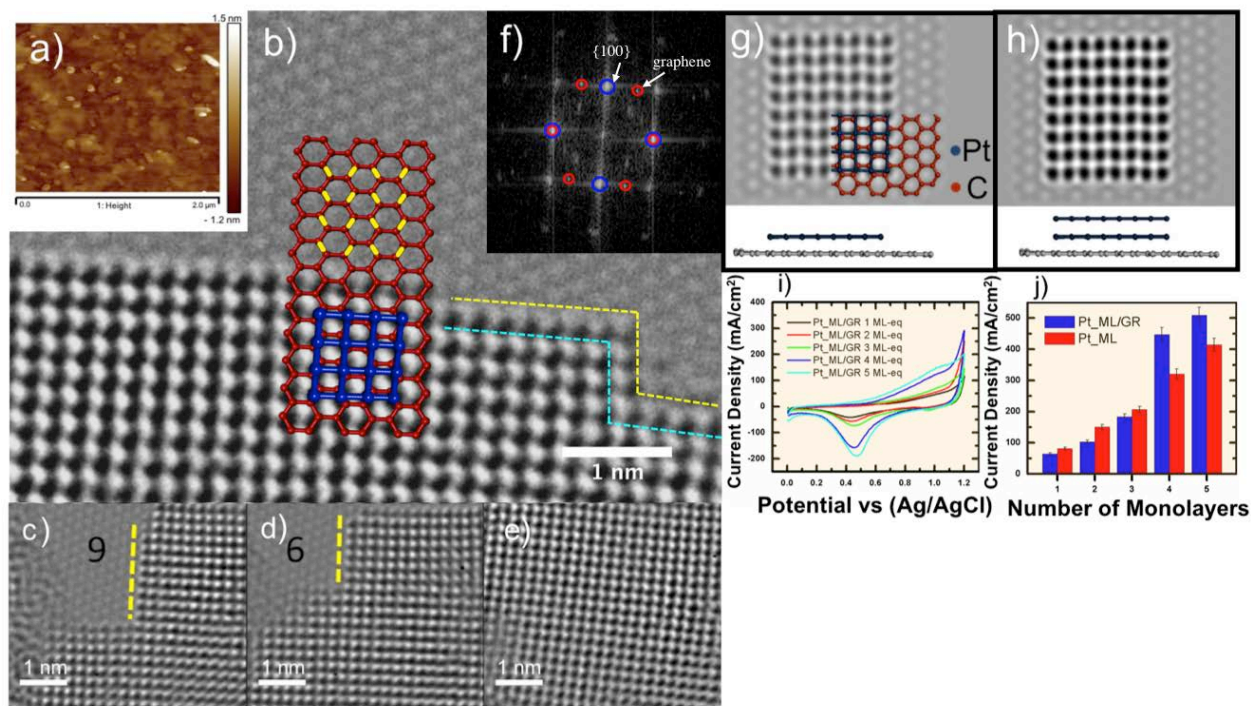 a)
1.5 nm
- 1.2 nm
0.0
1: Height
2.0 µm
b)
1 nm
c)
9
1 nm
d)
6
1 nm
e)
1 nm
f)
{100}
graphene
g)
Pt
C
h)
i)
Current Density (mA/cm²)
400
300
200
100
0
-100
-200
Pt_ML/GR 1 ML-eq
Pt_ML/GR 2 ML-eq
Pt_ML/GR 3 ML-eq
Pt_ML/GR 4 ML-eq
Pt_ML/GR 5 ML-eq
0.0 0.2 0.4 0.6 0.8 1.0 1.2
Potential vs (Ag/AgCl)
j)
Current Density (mA/cm²)
500
400
300
200
100
0
Pt_ML/GR
Pt_ML
1 2 3 4 5
Number of Monolayers